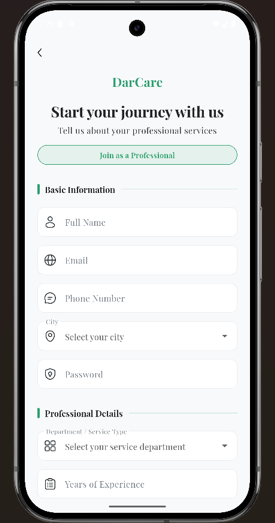 DarCare
Start your journey with us
Tell us about your professional services
Join as a Professional
Basic Information
Full Name
Email
Phone Number
City
Select your city
Password
Professional Details
Department / Service Type
Select your service department
Years of Experience